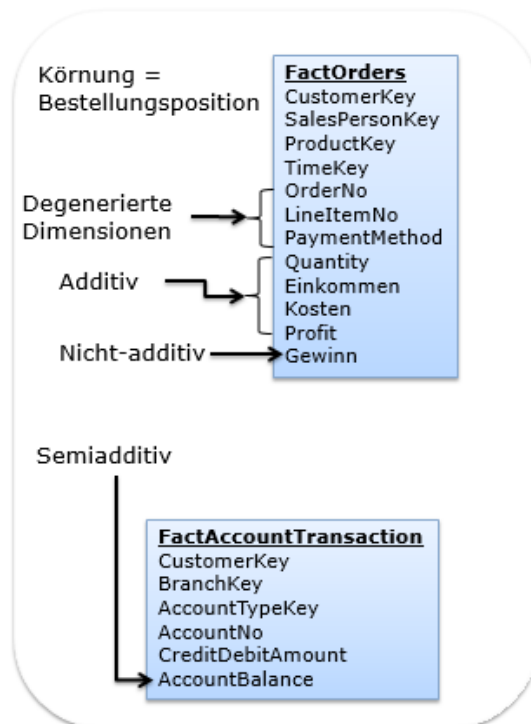 Körnung =
Bestellungsposition
FactOrders
CustomerKey
SalesPersonKey
ProductKey
TimeKey
Degenerierte
Dimensionen
OrderNo
LineItemNo
PaymentMethod
Additiv
Quantity
Einkommen
Kosten
Profit
Nicht-additiv
Gewinn
Semiadditiv
FactAccountTransaction
CustomerKey
BranchKey
AccountTypeKey
AccountNo
CreditDebitAmount
AccountBalance